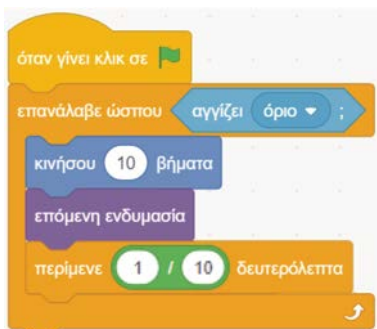 όταν γίνει κλικ σε
επανάλαβε ώσπου αγγίζει όριο ;
κινήσου 10 βήματα
επόμενη ενδυμασία
περίμενε 1 / 10 δευτερόλεπτα